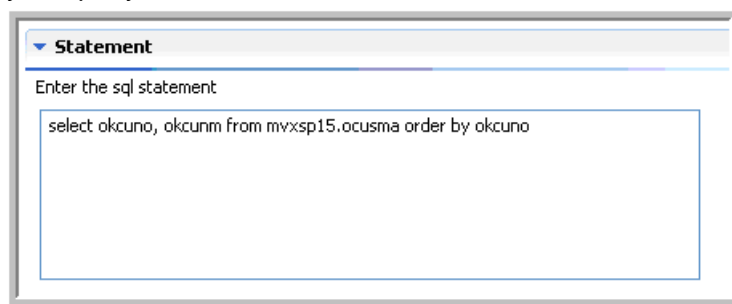 Statement
Enter the sql statement
select okcuno, okcunm from mvxsp15.ocusma order by okcuno